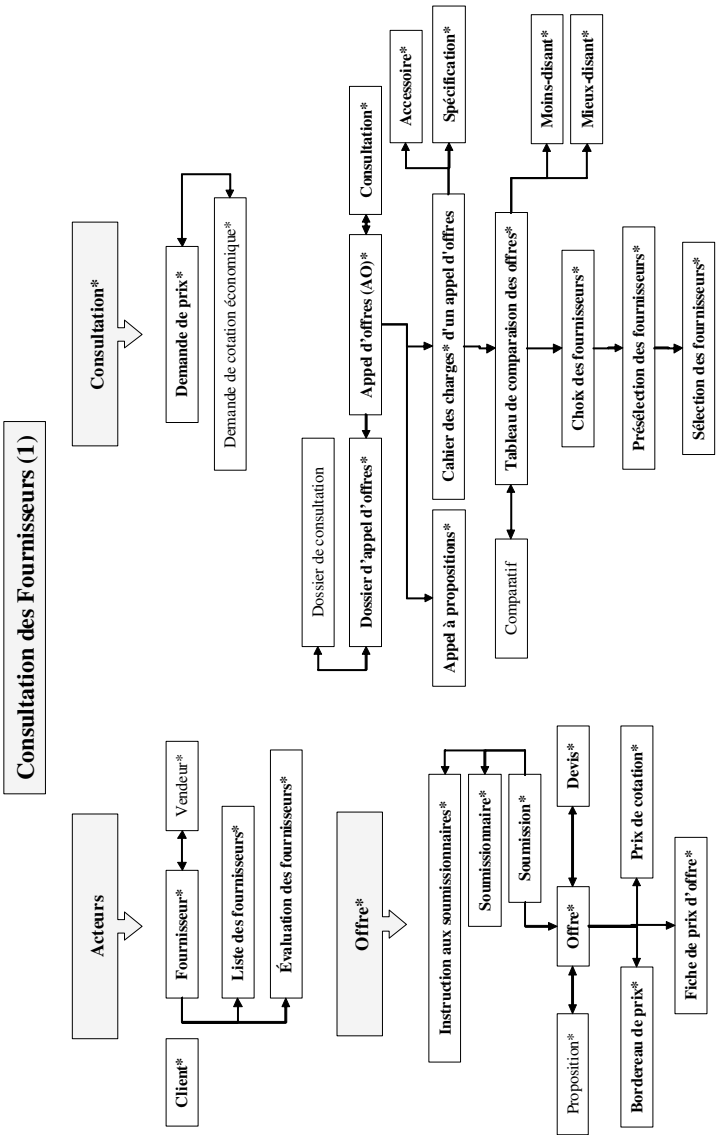 Consultation des Fournisseurs (1)
Acteurs
Client*
Fournisseur*
Vendeur*
Liste des fournisseurs*
Évaluation des fournisseurs*
Offre*
Instruction aux soumissionnaires*
Soumissionnaire*
Soumission*
Proposition*
Offre*
Devis*
Bordereau de prix*
Prix de cotation*
Fiche de prix d'offre*
Consultation*
Demande de prix*
Demande de cotation économique*
Dossier de consultation
Dossier d'appel d'offres*
Appel d'offres (AO)*
Consultation*
Appel à propositions*
Cahier des charges* d'un appel d'offres
Accessoire*
Spécification*
Comparatif
Tableau de comparaison des offres*
Moins-disant*
Mieux-disant*
Choix des fournisseurs*
Présélection des fournisseurs*
Sélection des fournisseurs*